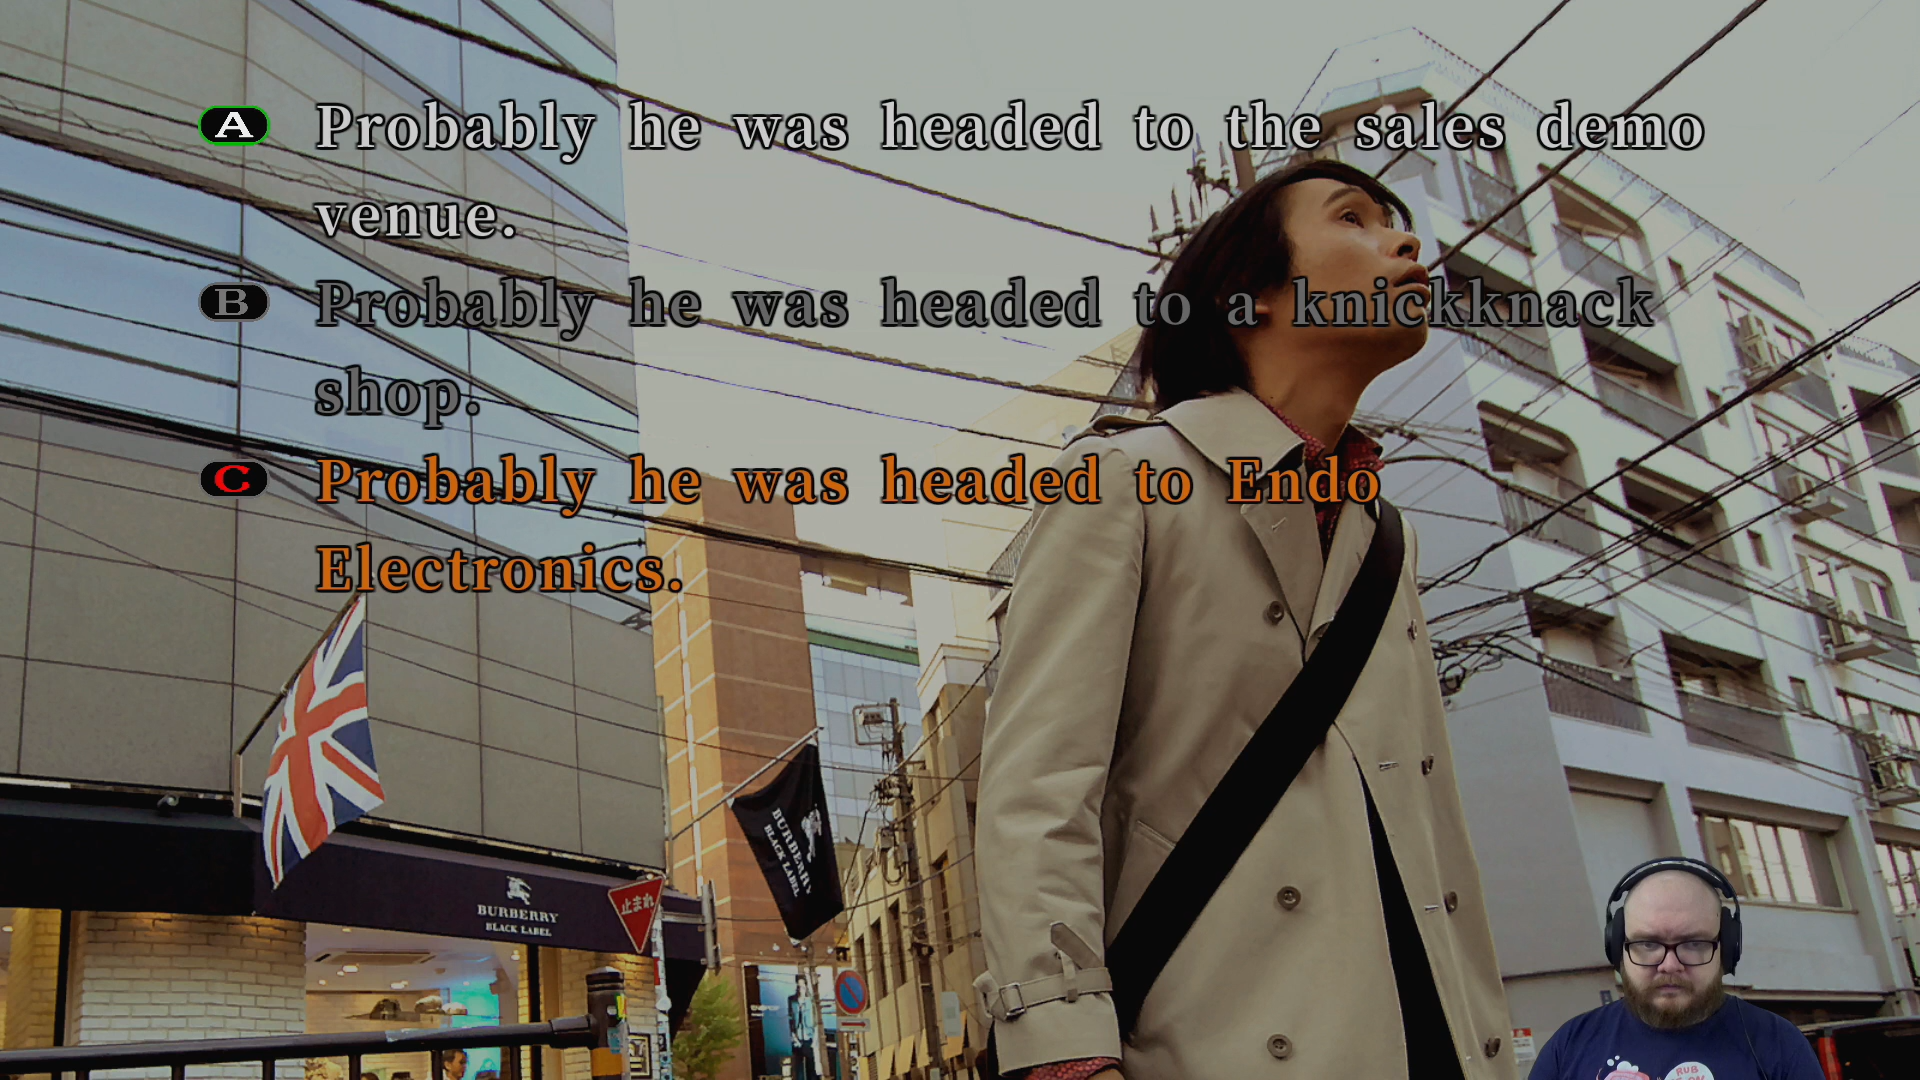 A Probably he was headed to the sales demo
venue.
B Probably he was headed to a knickknack
shop.
C Probably he was headed to Endo
Electronics.
BURBERRY
BLACK LABEL
BURBERRY
BLACK LABEL
止まれ
RUB